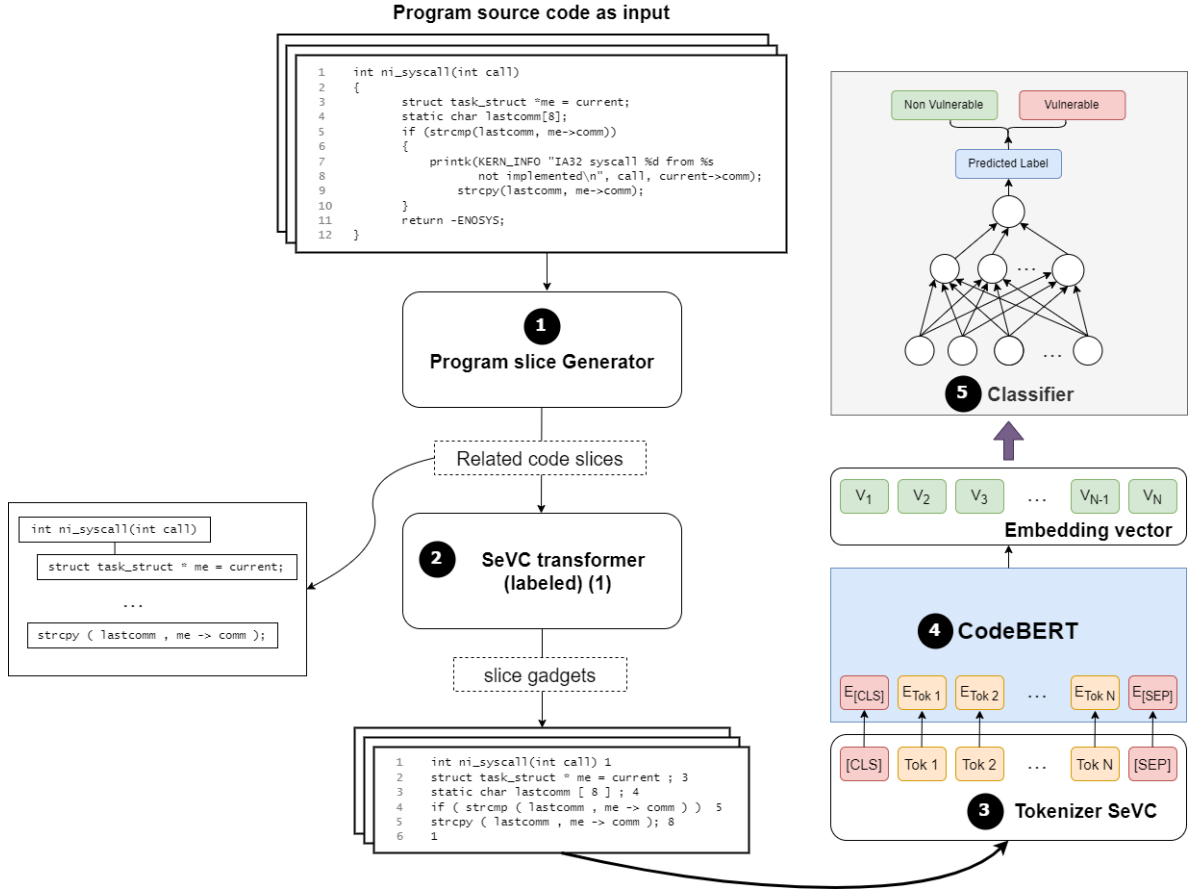 Program source code as input
1 int ni_syscall(int call)
2 {
3 struct task_struct *me = current;
4 static char lastcomm[8];
5 if (strcmp(lastcomm, me->comm))
6 {
7 printk(KERN_INFO "IA32 syscall %d from %s
8 not implemented\n", call, current->comm);
9 strcpy(lastcomm, me->comm);
10 }
11 return -ENOSYS;
12 }
1
Program slice Generator
Related code slices
int ni_syscall(int call)
struct task_struct * me = current;
...
strcpy ( lastcomm , me -> comm );
2 SeVC transformer
(labeled) (1)
slice gadgets
1 int ni_syscall(int call) 1
2 struct task_struct * me = current ; 3
3 static char lastcomm [ 8 ] ; 4
4 if ( strcmp ( lastcomm , me -> comm ) ) 5
5 strcpy ( lastcomm , me -> comm ); 8
6 1
Non Vulnerable Vulnerable
Predicted Label
...
...
5 Classifier
V1 V2 V3 ... VN-1 VN
Embedding vector
4 CodeBERT
E[CLS] ETok 1 ETok 2 ... ETok N E[SEP]
[CLS] Tok 1 Tok 2 ... Tok N [SEP]
3 Tokenizer SeVC